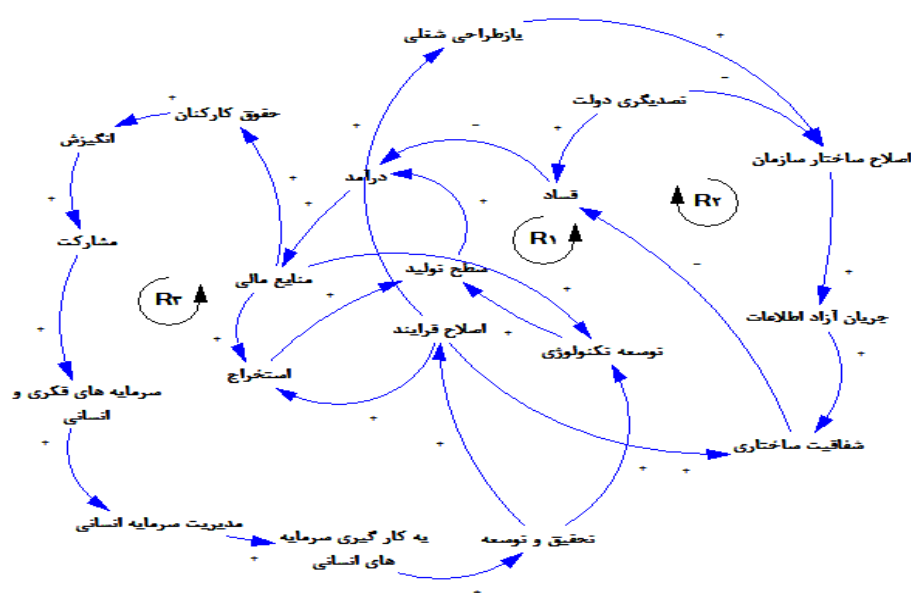 بازطراحی شغلی
تصدیگری دولت
حقوق کارکنان
انگیزش
اصلاح ساختار سازمان
درآمد
فساد
R۲
R۱
مشارکت
سطح تولید
منابع مالی
R۳
جریان آزاد اطلاعات
اصلاح فرایند
توسعه تکنولوژی
استخراج
سرمایه های فکری و
انسانی
شفافیت ساختاری
مدیریت سرمایه انسانی
به کار گیری سرمایه
های انسانی
تحقیق و توسعه